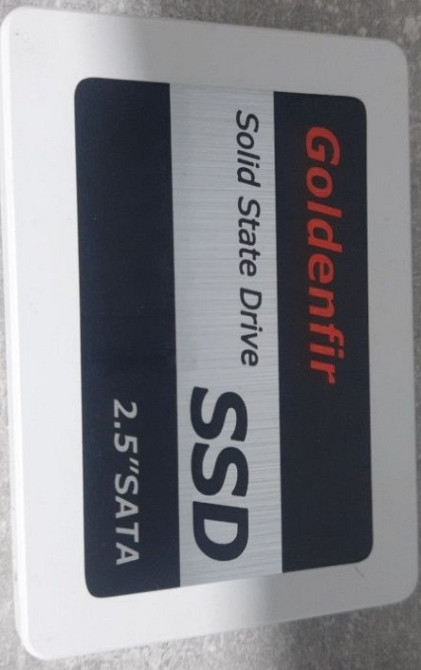 Goldenfir
Solid State Drive
SSD
2.5"SATA